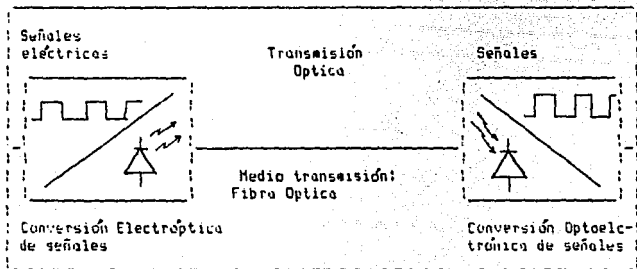 Señales
eléctricas
Transmisión
Optica
Señales
Medio transmisión:
Fibra Optica
Conversión Electróptica
de señales
Conversión Optoelc-
trónica de señales